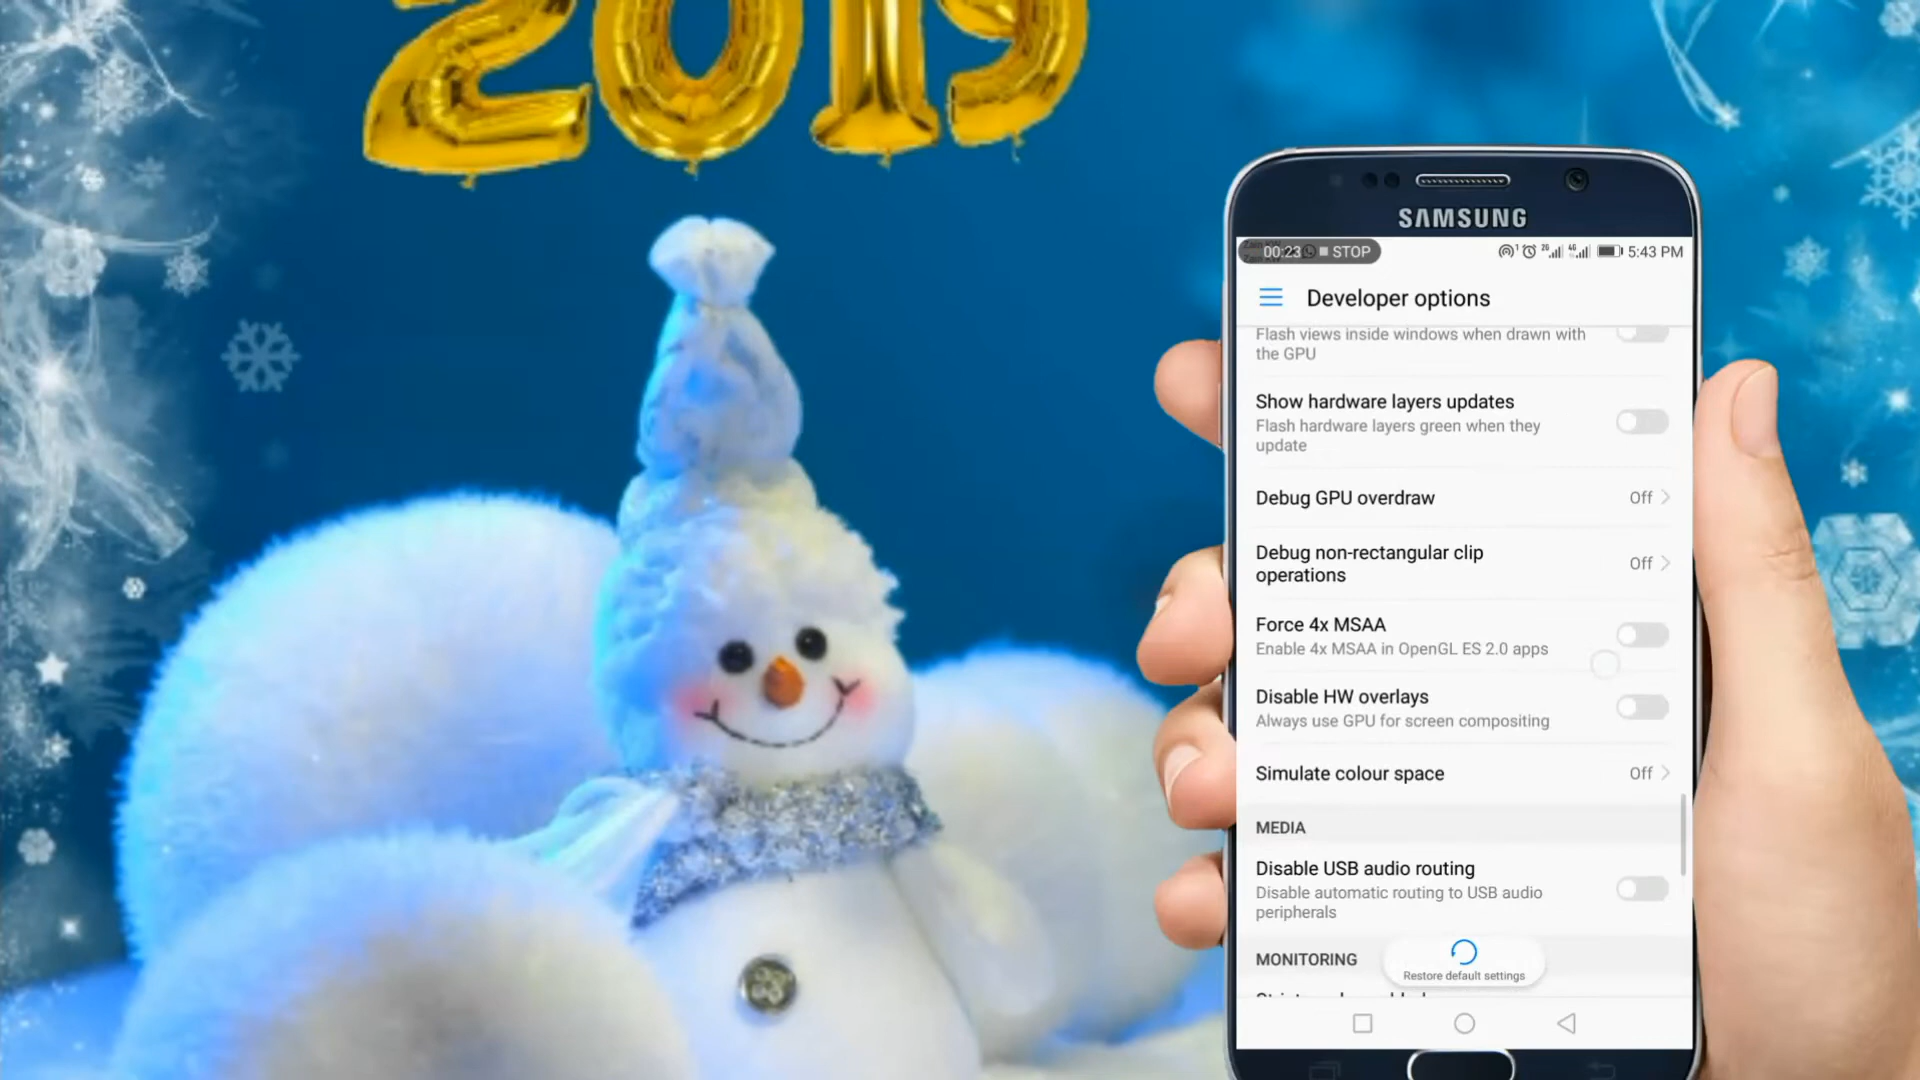 2019
SAMSUNG
00:23 STOP
2G 4G 5:43 PM
Developer options
Flash views inside windows when drawn with
the GPU
Show hardware layers updates
Flash hardware layers green when they
update
Debug GPU overdraw
Off
Debug non-rectangular clip
operations
Off
Force 4x MSAA
Enable 4x MSAA in OpenGL ES 2.0 apps
Disable HW overlays
Always use GPU for screen compositing
Simulate colour space
Off
MEDIA
Disable USB audio routing
Disable automatic routing to USB audio
peripherals
MONITORING
Restore default settings